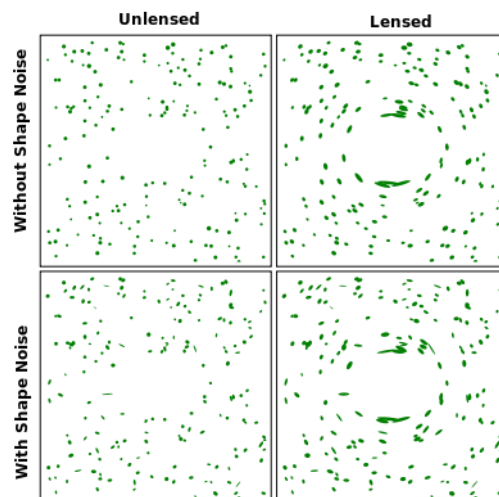 Unlensed
Lensed
Without Shape Noise
With Shape Noise